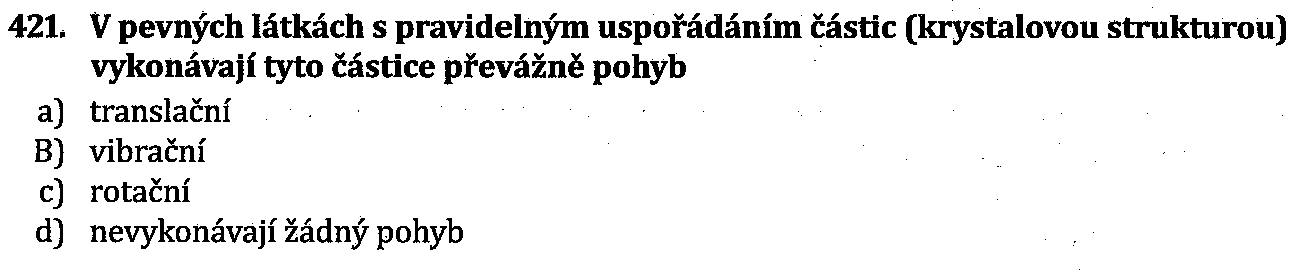 421. V pevných látkách s pravidelným uspořádáním částic (krystalovou strukturou)
vykonávají tyto částice převážně pohyb
a) translační
B) vibrační
c) rotační
d) nevykonávají žádný pohyb